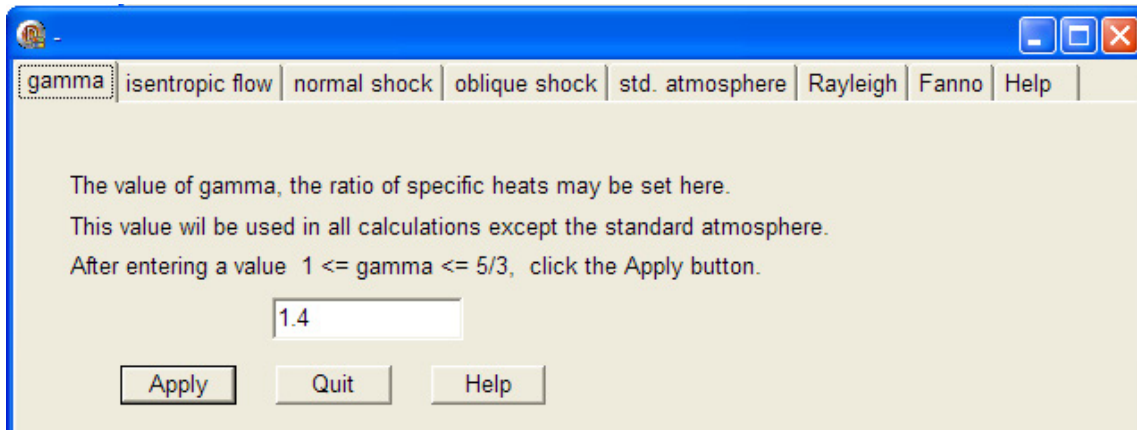 -
gamma isentropic flow normal shock oblique shock std. atmosphere Rayleigh Fanno Help
The value of gamma, the ratio of specific heats may be set here.
This value wil be used in all calculations except the standard atmosphere.
After entering a value 1 <= gamma <= 5/3, click the Apply button.
1.4
Apply Quit Help